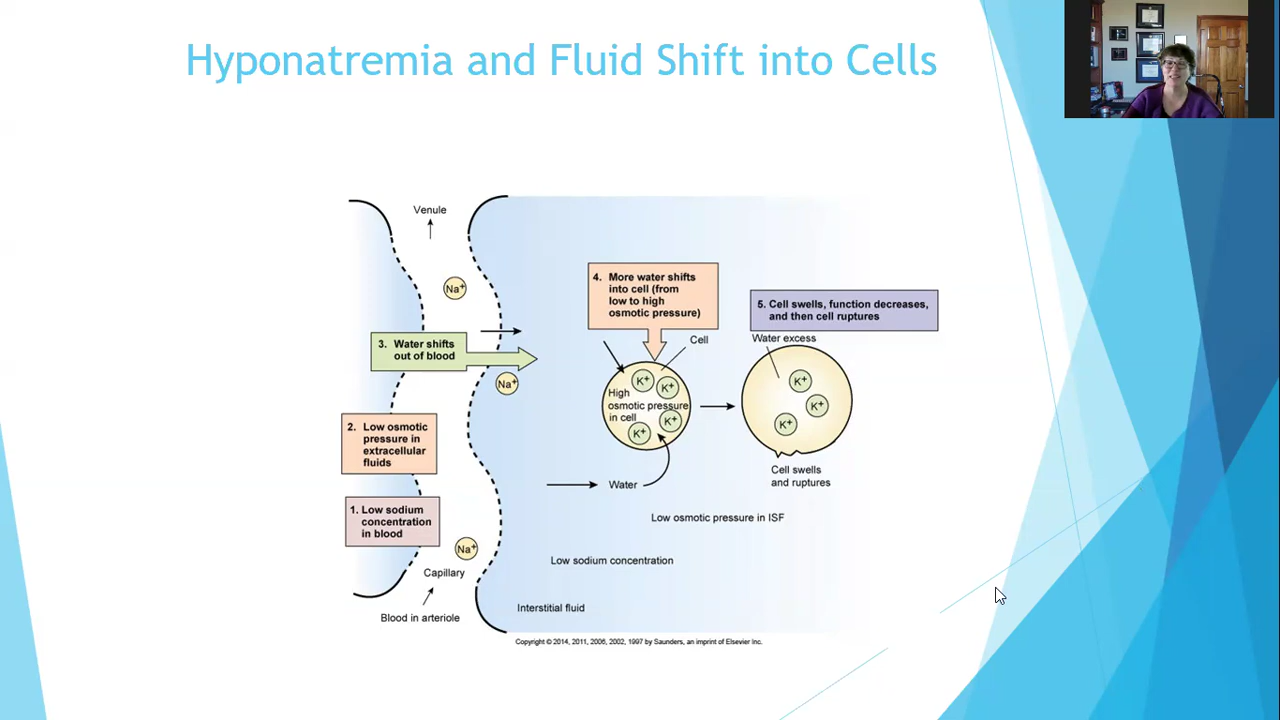 Hyponatremia and Fluid Shift into Cells
Venule
Na+
3. Water shifts
out of blood
Na+
2. Low osmotic
pressure in
extracellular
fluids
1. Low sodium
concentration
in blood
Na+
Capillary
Blood in arteriole
4. More water shifts
into cell (from
low to high
osmotic pressure)
Cell
K+
K+
High
osmotic pressure
in cell
K+
K+
Water
5. Cell swells, function decreases,
and then cell ruptures
Water excess
K+
K+
K+
Cell swells
and ruptures
Low osmotic pressure in ISF
Low sodium concentration
Interstitial fluid
Copyright © 2014, 2011, 2006, 2002, 1997 by Saunders, an imprint of Elsevier Inc.